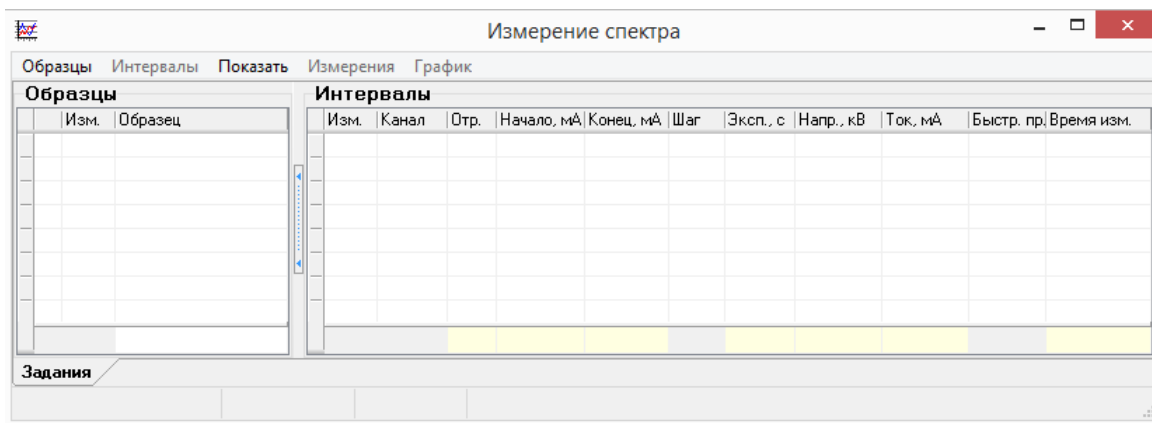 Измерение спектра
Образцы Интервалы Показать Измерения График
Образцы Интервалы
Изм. Образец Изм. Канал Отр. Начало, мА Конец, мА Шаг Эксп., с Напр., кВ Ток, мА Быстр. пр. Время изм.
Задания